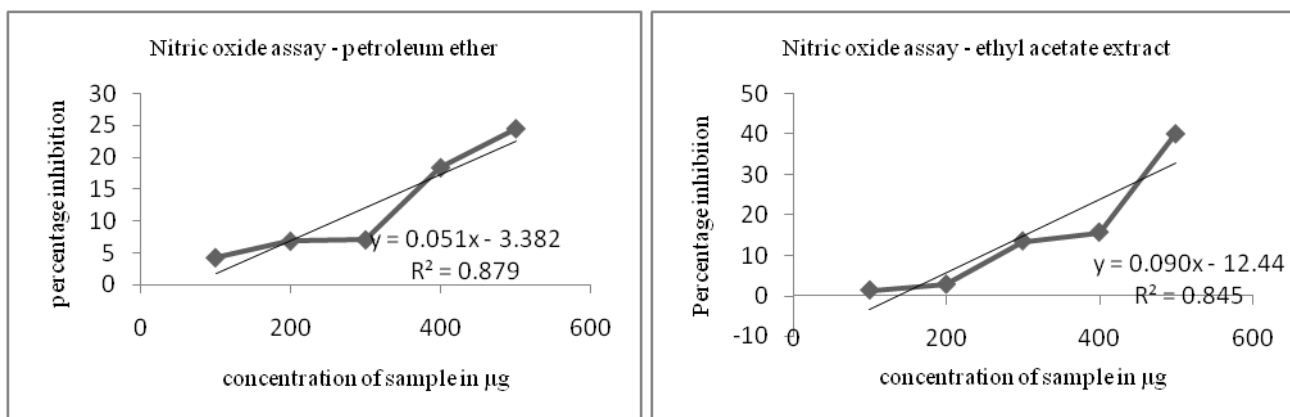 Nitric oxide assay - petroleum ether
percentage inhibition
30
25
20
15
10
5
0
y = 0.051x - 3.382
R² = 0.879
0 200 400 600
concentration of sample in µg
Nitric oxide assay - ethyl acetate extract
Percentage inhibiion
50
40
30
20
10
0
-10
y = 0.090x - 12.44
R² = 0.845
0 200 400 600
concentration of sample in µg